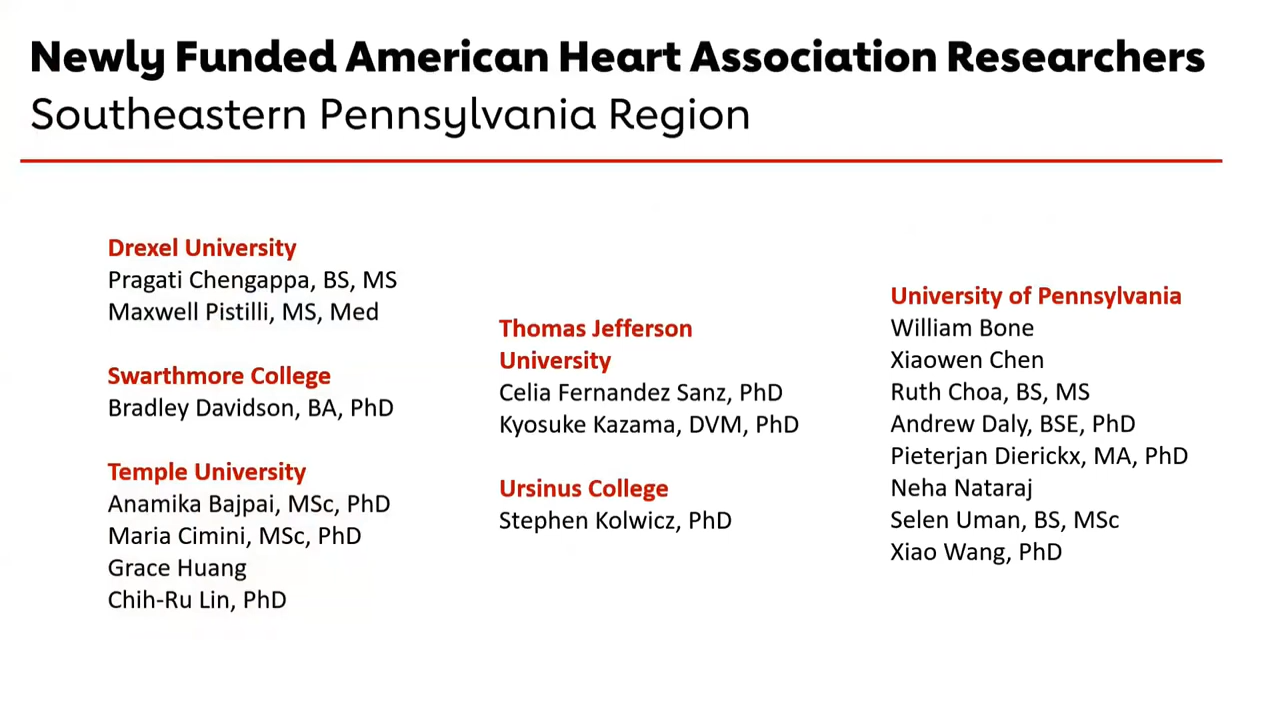 Newly Funded American Heart Association Researchers
Southeastern Pennsylvania Region
Drexel University
Pragati Chengappa, BS, MS
Maxwell Pistilli, MS, Med
Swarthmore College
Bradley Davidson, BA, PhD
Temple University
Anamika Bajpai, MSc, PhD
Maria Cimini, MSc, PhD
Grace Huang
Chih-Ru Lin, PhD
Thomas Jefferson
University
Celia Fernandez Sanz, PhD
Kyosuke Kazama, DVM, PhD
Ursinus College
Stephen Kolwicz, PhD
University of Pennsylvania
William Bone
Xiaowen Chen
Ruth Choa, BS, MS
Andrew Daly, BSE, PhD
Pieterjan Dierickx, MA, PhD
Neha Nataraj
Selen Uman, BS, MSc
Xiao Wang, PhD